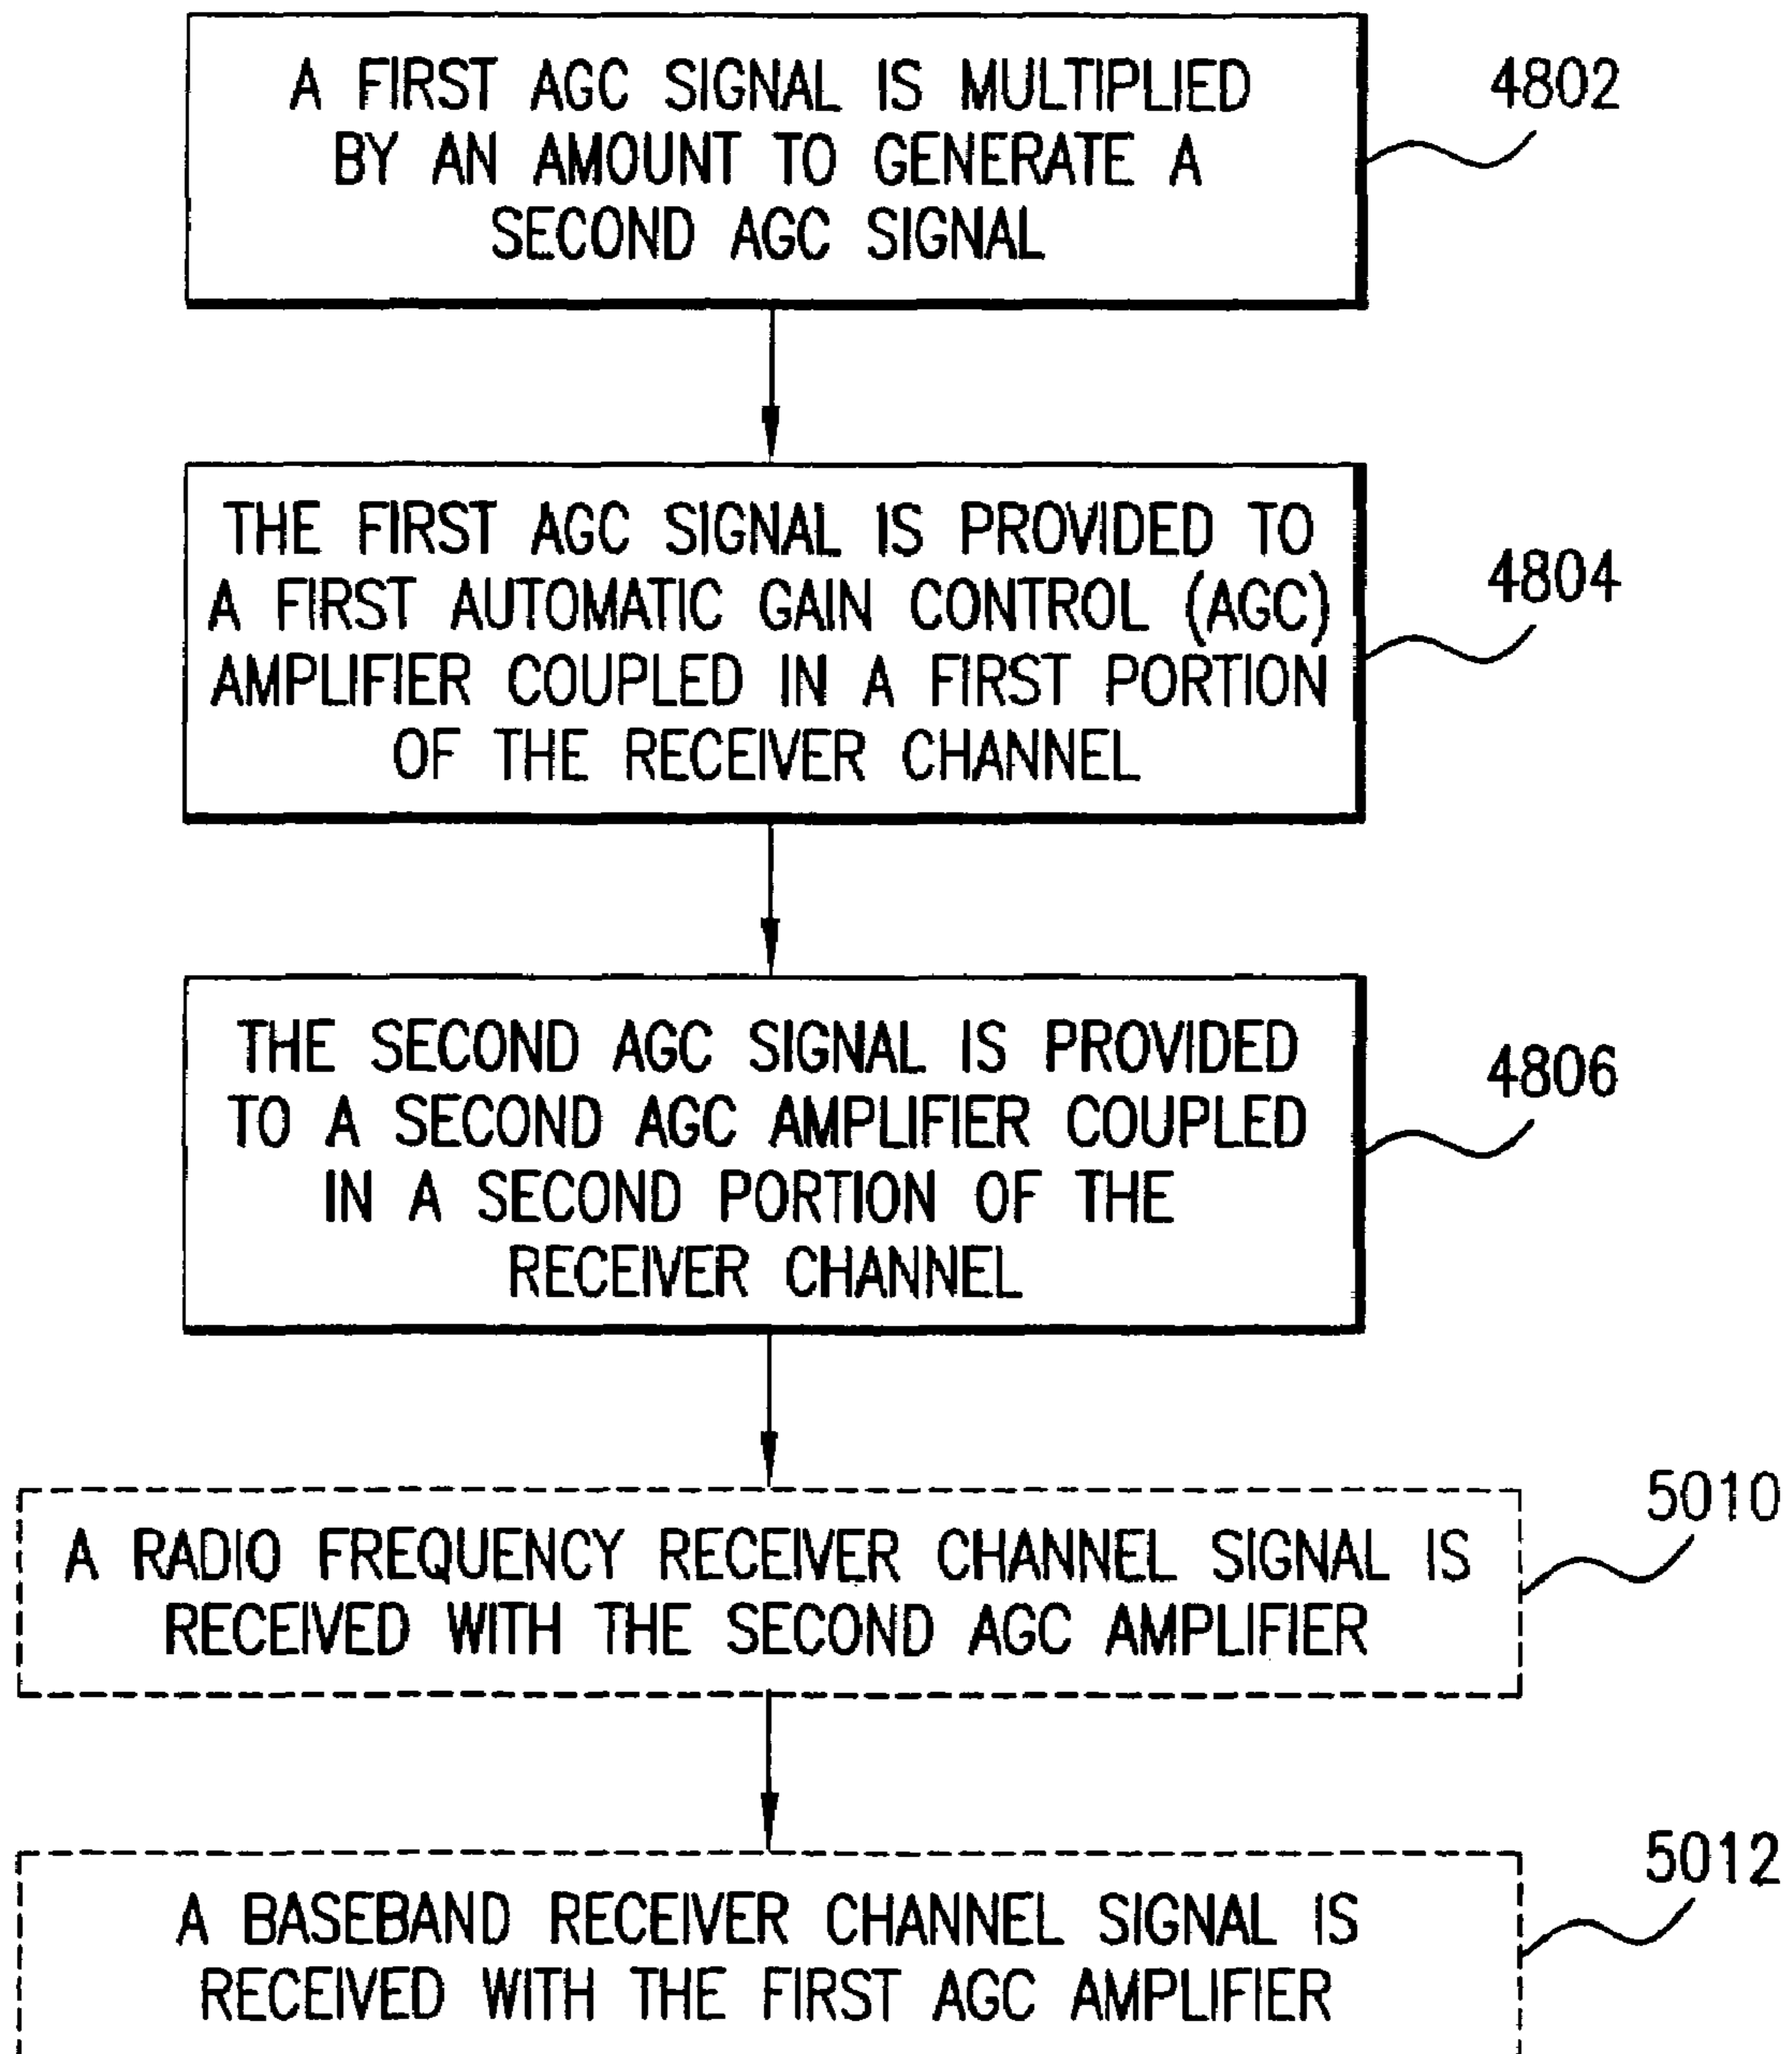 A FIRST AGC SIGNAL IS MULTIPLIED
BY AN AMOUNT TO GENERATE A
SECOND AGC SIGNAL
4802
THE FIRST AGC SIGNAL IS PROVIDED TO
A FIRST AUTOMATIC GAIN CONTROL (AGC)
AMPLIFIER COUPLED IN A FIRST PORTION
OF THE RECEIVER CHANNEL
4804
THE SECOND AGC SIGNAL IS PROVIDED
TO A SECOND AGC AMPLIFIER COUPLED
IN A SECOND PORTION OF THE
RECEIVER CHANNEL
4806
A RADIO FREQUENCY RECEIVER CHANNEL SIGNAL IS
RECEIVED WITH THE SECOND AGC AMPLIFIER
5010
A BASEBAND RECEIVER CHANNEL SIGNAL IS
RECEIVED WITH THE FIRST AGC AMPLIFIER
5012